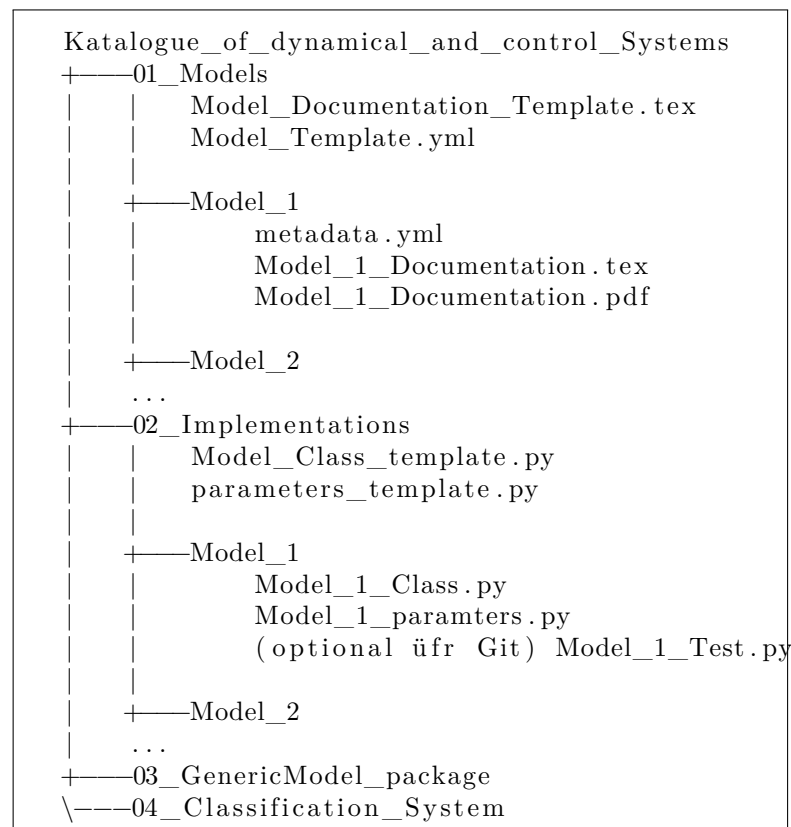 Katalogue_of_dynamical_and_control_Systems
+———01_Models
|   |   Model_Documentation_Template.tex
|   |   Model_Template.yml
|   |
|   +———Model_1
|   |       metadata.yml
|   |       Model_1_Documentation.tex
|   |       Model_1_Documentation.pdf
|   |
|   +———Model_2
|   ...
+———02_Implementations
|   |   Model_Class_template.py
|   |   parameters_template.py
|   |
|   +———Model_1
|   |       Model_1_Class.py
|   |       Model_1_paramters.py
|   |       (optional üfr Git) Model_1_Test.py
|   |
|   +———Model_2
|   ...
+———03_GenericModel_package
\———04_Classification_System